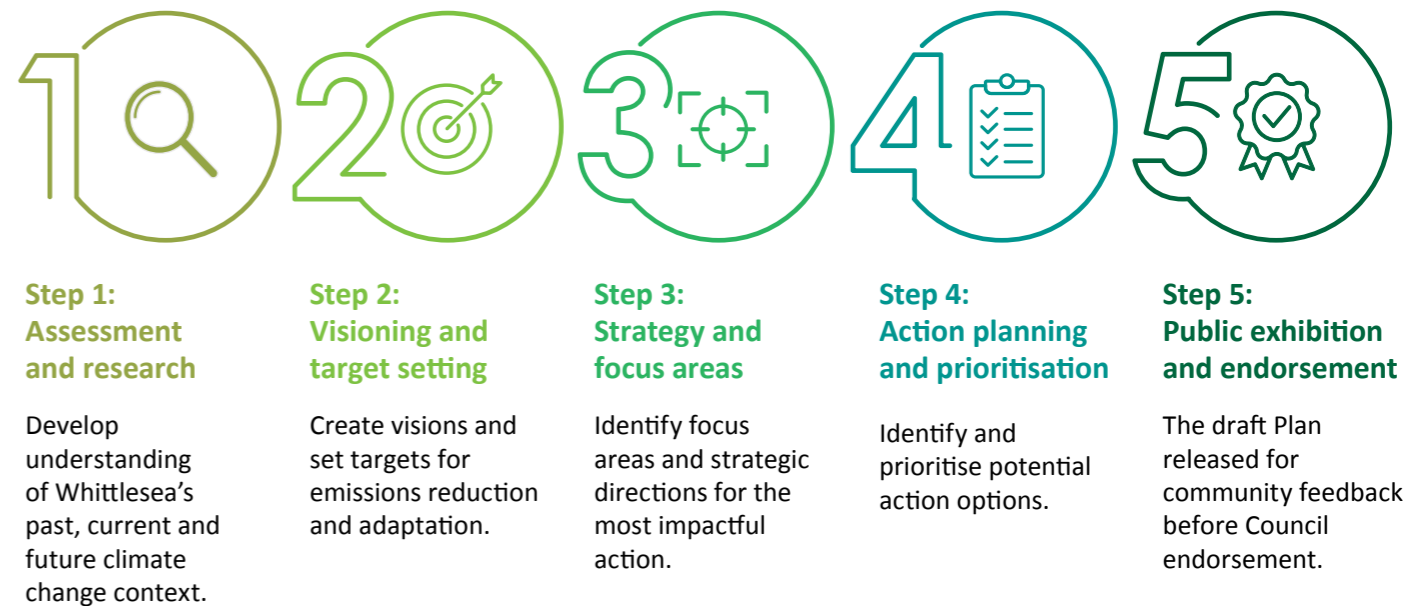 1
Step 1:
Assessment
and research
Develop
understanding
of Whittlesea’s
past, current and
future climate
change context.
2
Step 2:
Visioning and
target setting
Create visions and
set targets for
emissions reduction
and adaptation.
3
Step 3:
Strategy and
focus areas
Identify focus
areas and strategic
directions for the
most impactful
action.
4
Step 4:
Action planning
and prioritisation
Identify and
prioritise potential
action options.
5
Step 5:
Public exhibition
and endorsement
The draft Plan
released for
community feedback
before Council
endorsement.